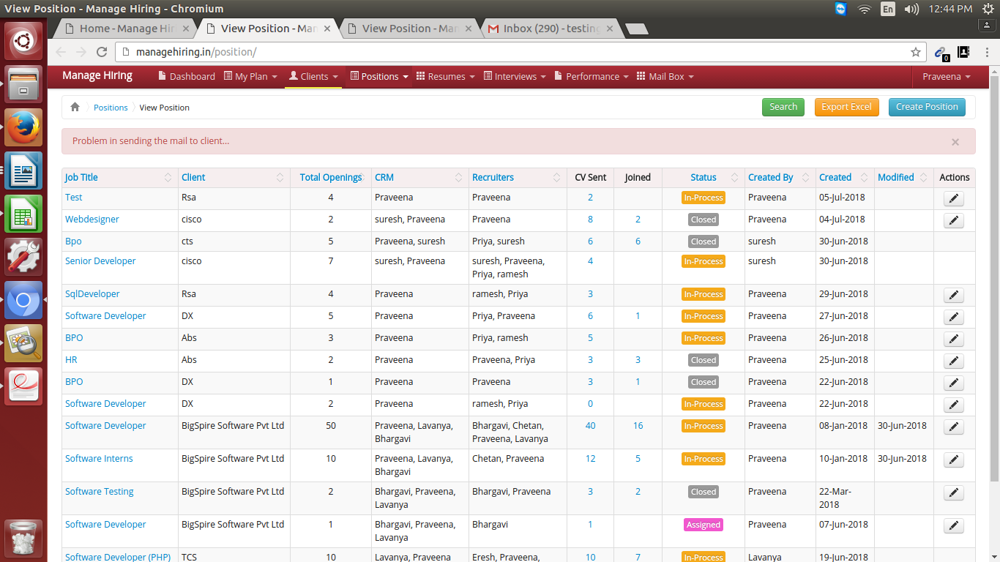 View Position - Manage Hiring - Chromium
En
12:44 PM
Home - Manage Hiri
View Position - Man
View Position - Man
Inbox (290) - testing
managehiring.in/position/
0
Manage Hiring
Dashboard
My Plan
Clients
Positions
Resumes
Interviews
Performance
Mail Box
Praveena
Positions
View Position
Search
Export Excel
Create Position
Problem in sending the mail to client...
×
Job Title Client Total Openings CRM Recruiters CV Sent Joined Status Created By Created Modified Actions
Test Rsa 4 Praveena Praveena 2 In-Process Praveena 05-Jul-2018
Webdesigner cisco 2 suresh, Praveena Praveena 8 2 Closed Praveena 04-Jul-2018
Bpo cts 5 Praveena, suresh Priya, suresh 6 6 Closed suresh 30-Jun-2018
Senior Developer cisco 7 suresh, Praveena suresh, Praveena, 4 In-Process suresh 30-Jun-2018
Priya, ramesh
SqlDeveloper Rsa 4 Praveena ramesh, Priya 3 In-Process Praveena 29-Jun-2018
Software Developer DX 5 Praveena Priya, Praveena 6 1 In-Process Praveena 27-Jun-2018
BPO Abs 3 Praveena Priya, ramesh 5 In-Process Praveena 26-Jun-2018
HR Abs 2 Praveena Praveena, Priya 3 3 Closed Praveena 25-Jun-2018
BPO DX 1 Praveena Praveena 3 1 Closed Praveena 22-Jun-2018
Software Developer DX 2 Praveena ramesh, Priya 0 In-Process Praveena 22-Jun-2018
Software Developer BigSpire Software Pvt Ltd 50 Praveena, Lavanya, Bhargavi, Chetan, 40 16 In-Process Praveena 08-Jan-2018 30-Jun-2018
Bhargavi Praveena, Lavanya
Software Interns BigSpire Software Pvt Ltd 10 Praveena, Lavanya, Chetan, Praveena 12 5 In-Process Praveena 10-Jan-2018 30-Jun-2018
Bhargavi
Software Testing BigSpire Software Pvt Ltd 2 Bhargavi, Praveena, Bhargavi, Praveena 3 2 Closed Praveena 22-Mar-
Lavanya 2018
Software Developer BigSpire Software Pvt Ltd 1 Bhargavi, Praveena, Bhargavi 1 Assigned Praveena 07-Jun-2018
Lavanya
Software Developer (PHP) TCS 10 Lavanya, Praveena Eresh, Praveena, 10 7 In-Process Lavanya 19-Jun-2018